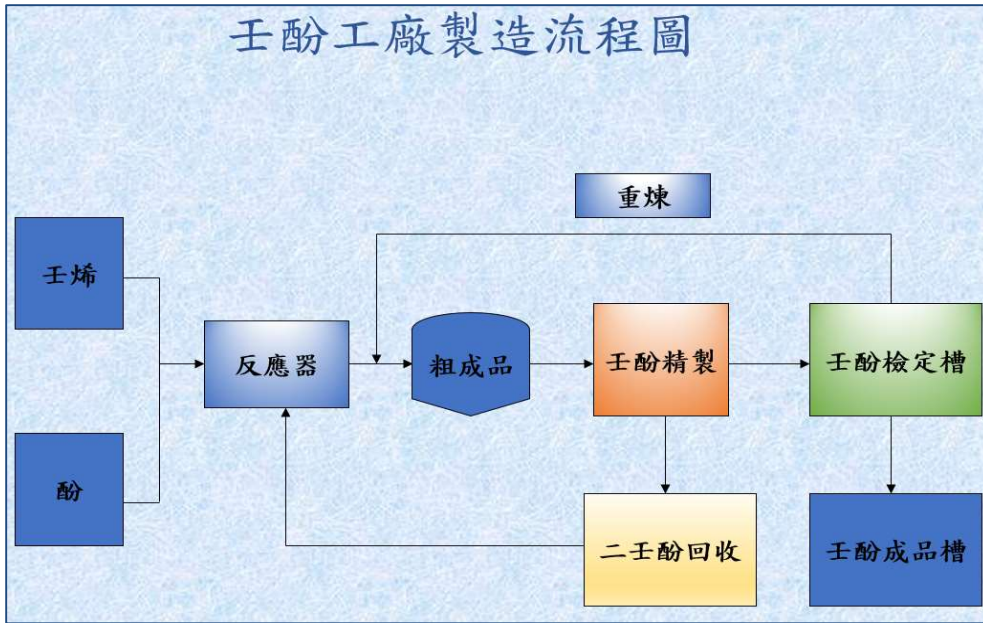 壬酚工廠製造流程圖
重煉
壬烯
反應器
粗成品
壬酚精製
壬酚檢定槽
酚
二壬酚回收
壬酚成品槽